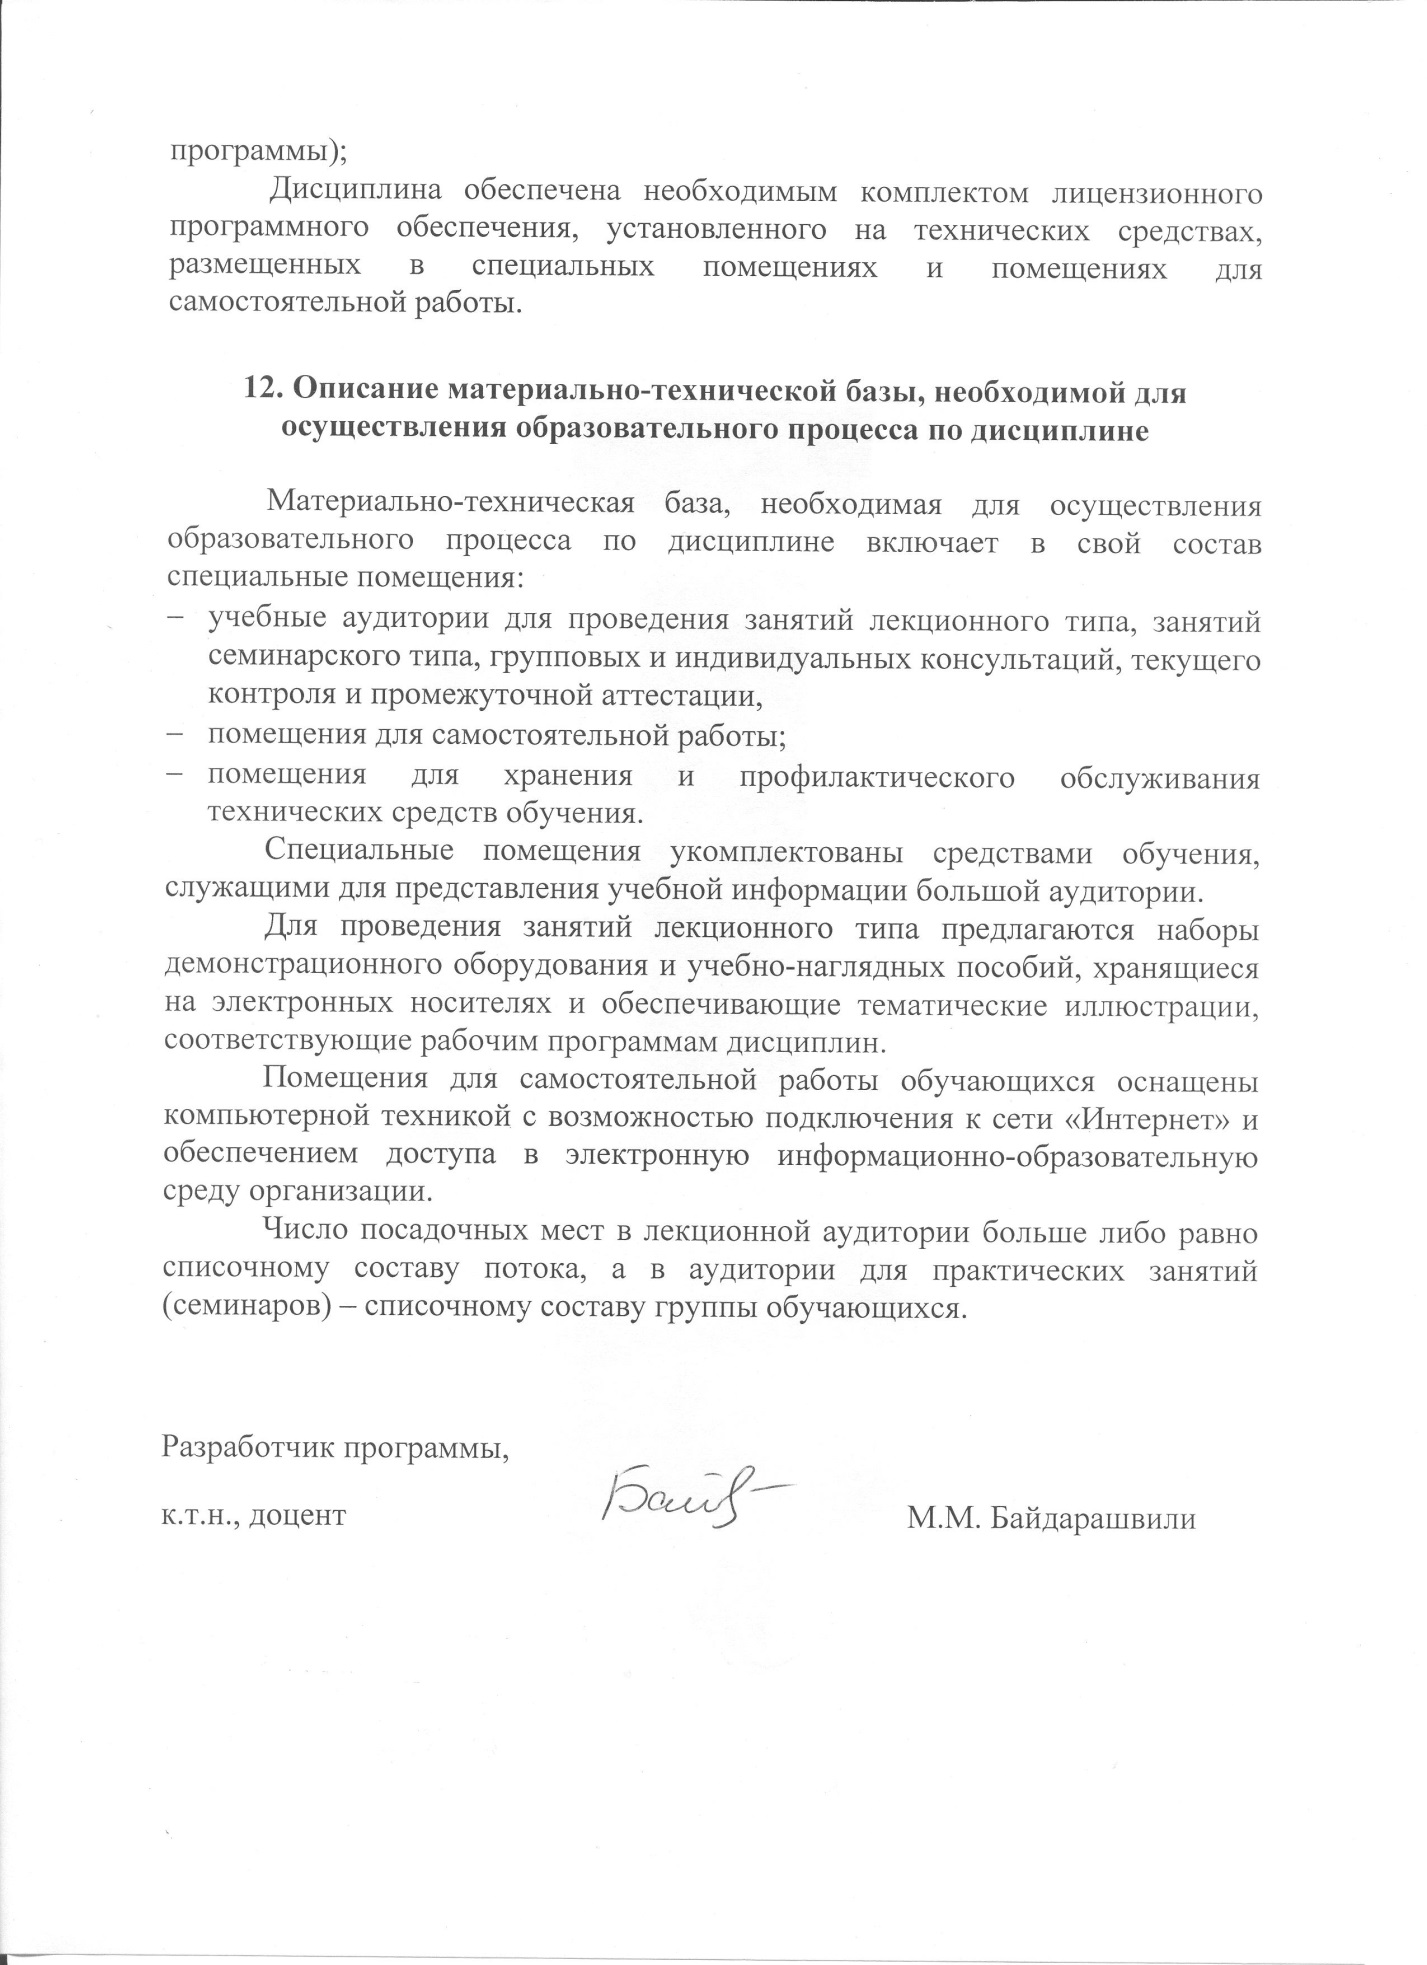 программы);
Дисциплина обеспечена необходимым комплектом лицензионного
программного обеспечения, установленного на технических средствах,
размещенных в специальных помещениях и помещениях для
самостоятельной работы.
12. Описание материально-технической базы, необходимой для
осуществления образовательного процесса по дисциплине
Материально-техническая база, необходимая для осуществления
образовательного процесса по дисциплине включает в свой состав
специальные помещения:
– учебные аудитории для проведения занятий лекционного типа, занятий
семинарского типа, групповых и индивидуальных консультаций, текущего
контроля и промежуточной аттестации,
– помещения для самостоятельной работы;
– помещения для хранения и профилактического обслуживания
технических средств обучения.
Специальные помещения укомплектованы средствами обучения,
служащими для представления учебной информации большой аудитории.
Для проведения занятий лекционного типа предлагаются наборы
демонстрационного оборудования и учебно-наглядных пособий, хранящиеся
на электронных носителях и обеспечивающие тематические иллюстрации,
соответствующие рабочим программам дисциплин.
Помещения для самостоятельной работы обучающихся оснащены
компьютерной техникой с возможностью подключения к сети «Интернет» и
обеспечением доступа в электронную информационно-образовательную
среду организации.
Число посадочных мест в лекционной аудитории больше либо равно
списочному составу потока, а в аудитории для практических занятий
(семинаров) – списочному составу группы обучающихся.
Разработчик программы,
к.т.н., доцент М.М. Байдарашвили